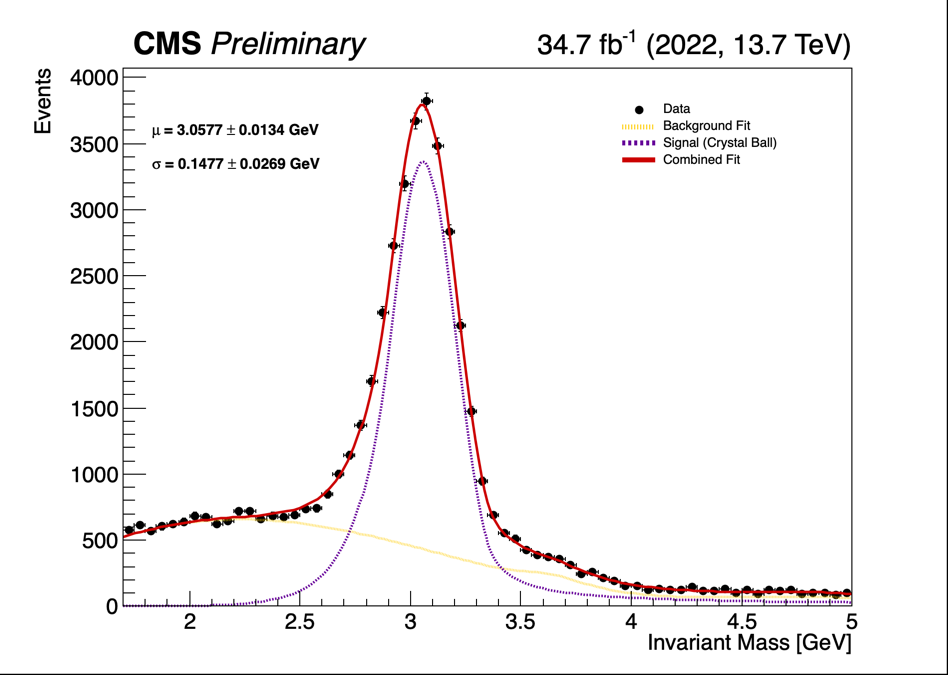 CMS Preliminary
34.7 fb-1 (2022, 13.7 TeV)
Events
4000
3500
3000
2500
2000
1500
1000
500
0
μ = 3.0577 ± 0.0134 GeV
σ = 0.1477 ± 0.0269 GeV
Data
Background Fit
Signal (Crystal Ball)
Combined Fit
2
2.5
3
3.5
4
4.5
5
Invariant Mass [GeV]